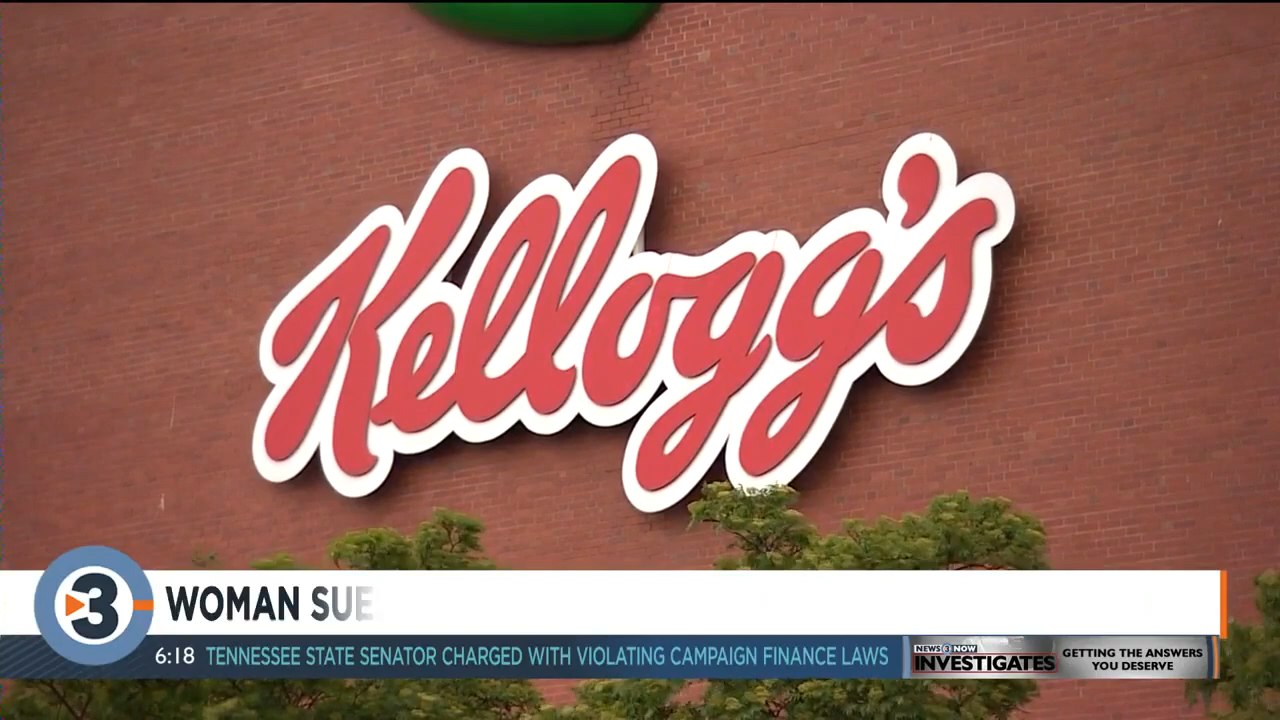 Kellogg's
3
WOMAN SUE
6:18 TENNESSEE STATE SENATOR CHARGED WITH VIOLATING CAMPAIGN FINANCE LAWS
NEWS 3 NOW
INVESTIGATES
GETTING THE ANSWERS
YOU DESERVE